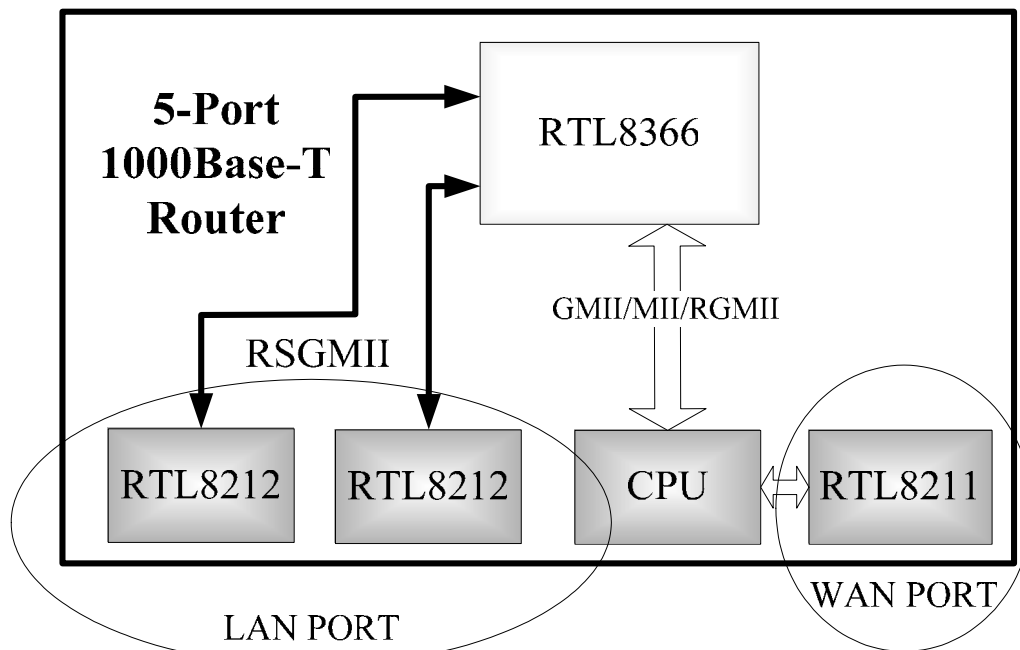 5-Port
1000Base-T
Router
RTL8366
GMII/MII/RGMII
RSGMII
RTL8212
RTL8212
CPU
RTL8211
LAN PORT
WAN PORT